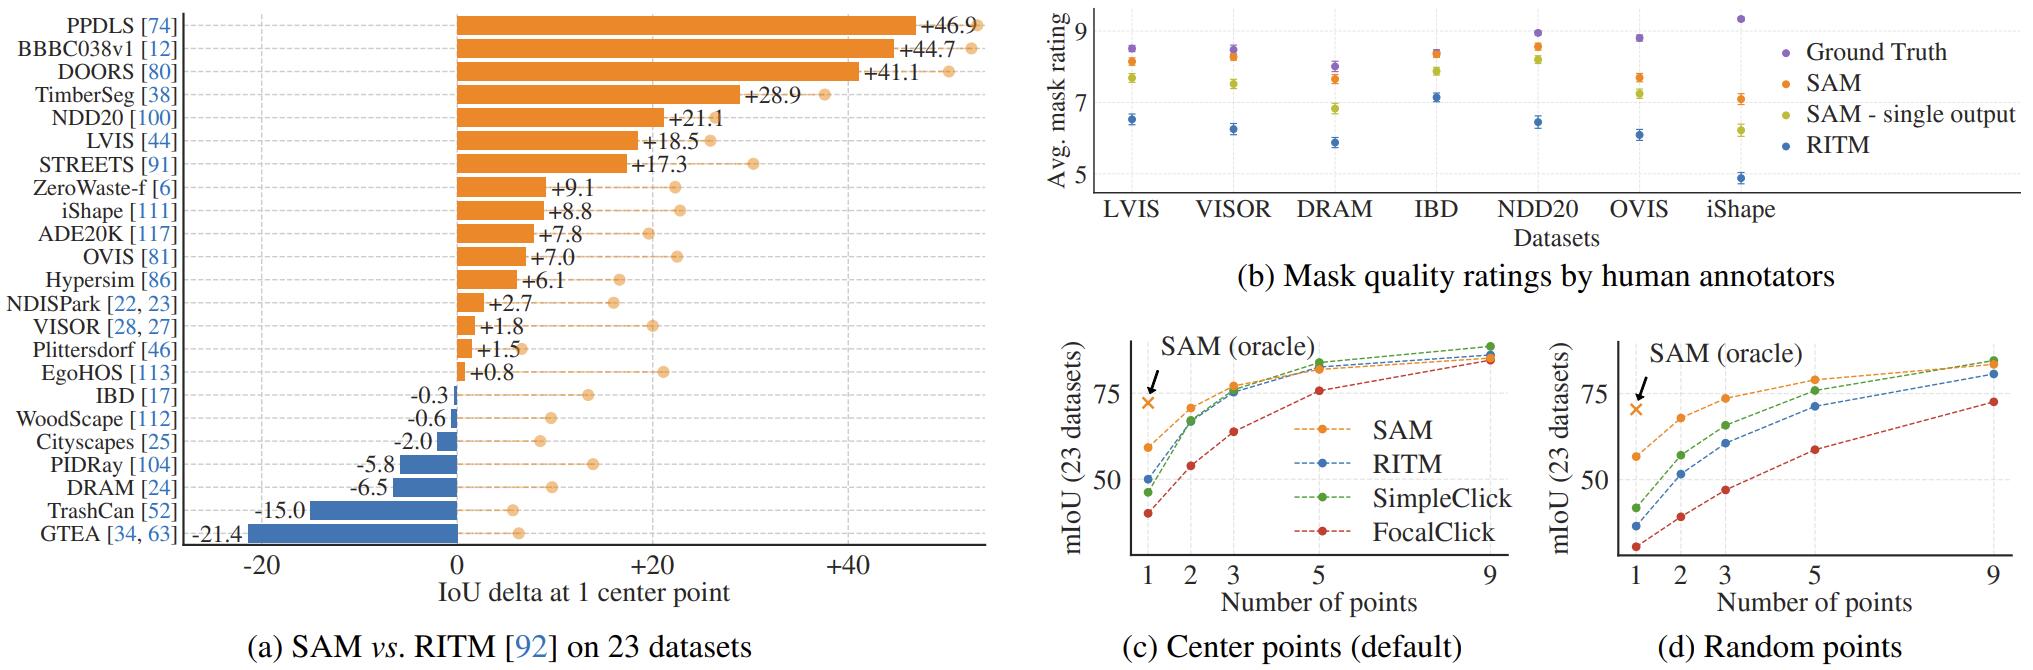 PPDLS [74] +46.9
BBBC038v1 [12] +44.7
DOORS [80] +41.1
TimberSeg [38] +28.9
NDD20 [100] +21.1
LVIS [44] +18.5
STREETS [91] +17.3
ZeroWaste-f [6] +9.1
iShape [111] +8.8
ADE20K [117] +7.8
OVIS [81] +7.0
Hypersim [86] +6.1
NDISPark [22, 23] +2.7
VISOR [28, 27] +1.8
Plittersdorf [46] +1.5
EgoHOS [113] +0.8
IBD [17] -0.3
WoodScape [112] -0.6
Cityscapes [25] -2.0
PIDRay [104] -5.8
DRAM [24] -6.5
TrashCan [52] -15.0
GTEA [34, 63] -21.4
-20 0 +20 +40
IoU delta at 1 center point
(a) SAM vs. RITM [92] on 23 datasets
Avg. mask rating
9
7
5
Ground Truth
SAM
SAM - single output
RITM
LVIS VISOR DRAM IBD NDD20 OVIS iShape
Datasets
(b) Mask quality ratings by human annotators
mIoU (23 datasets)
75
50
SAM (oracle)
SAM
RITM
SimpleClick
FocalClick
1 2 3 5 9
Number of points
(c) Center points (default)
mIoU (23 datasets)
75
50
SAM (oracle)
1 2 3 5 9
Number of points
(d) Random points